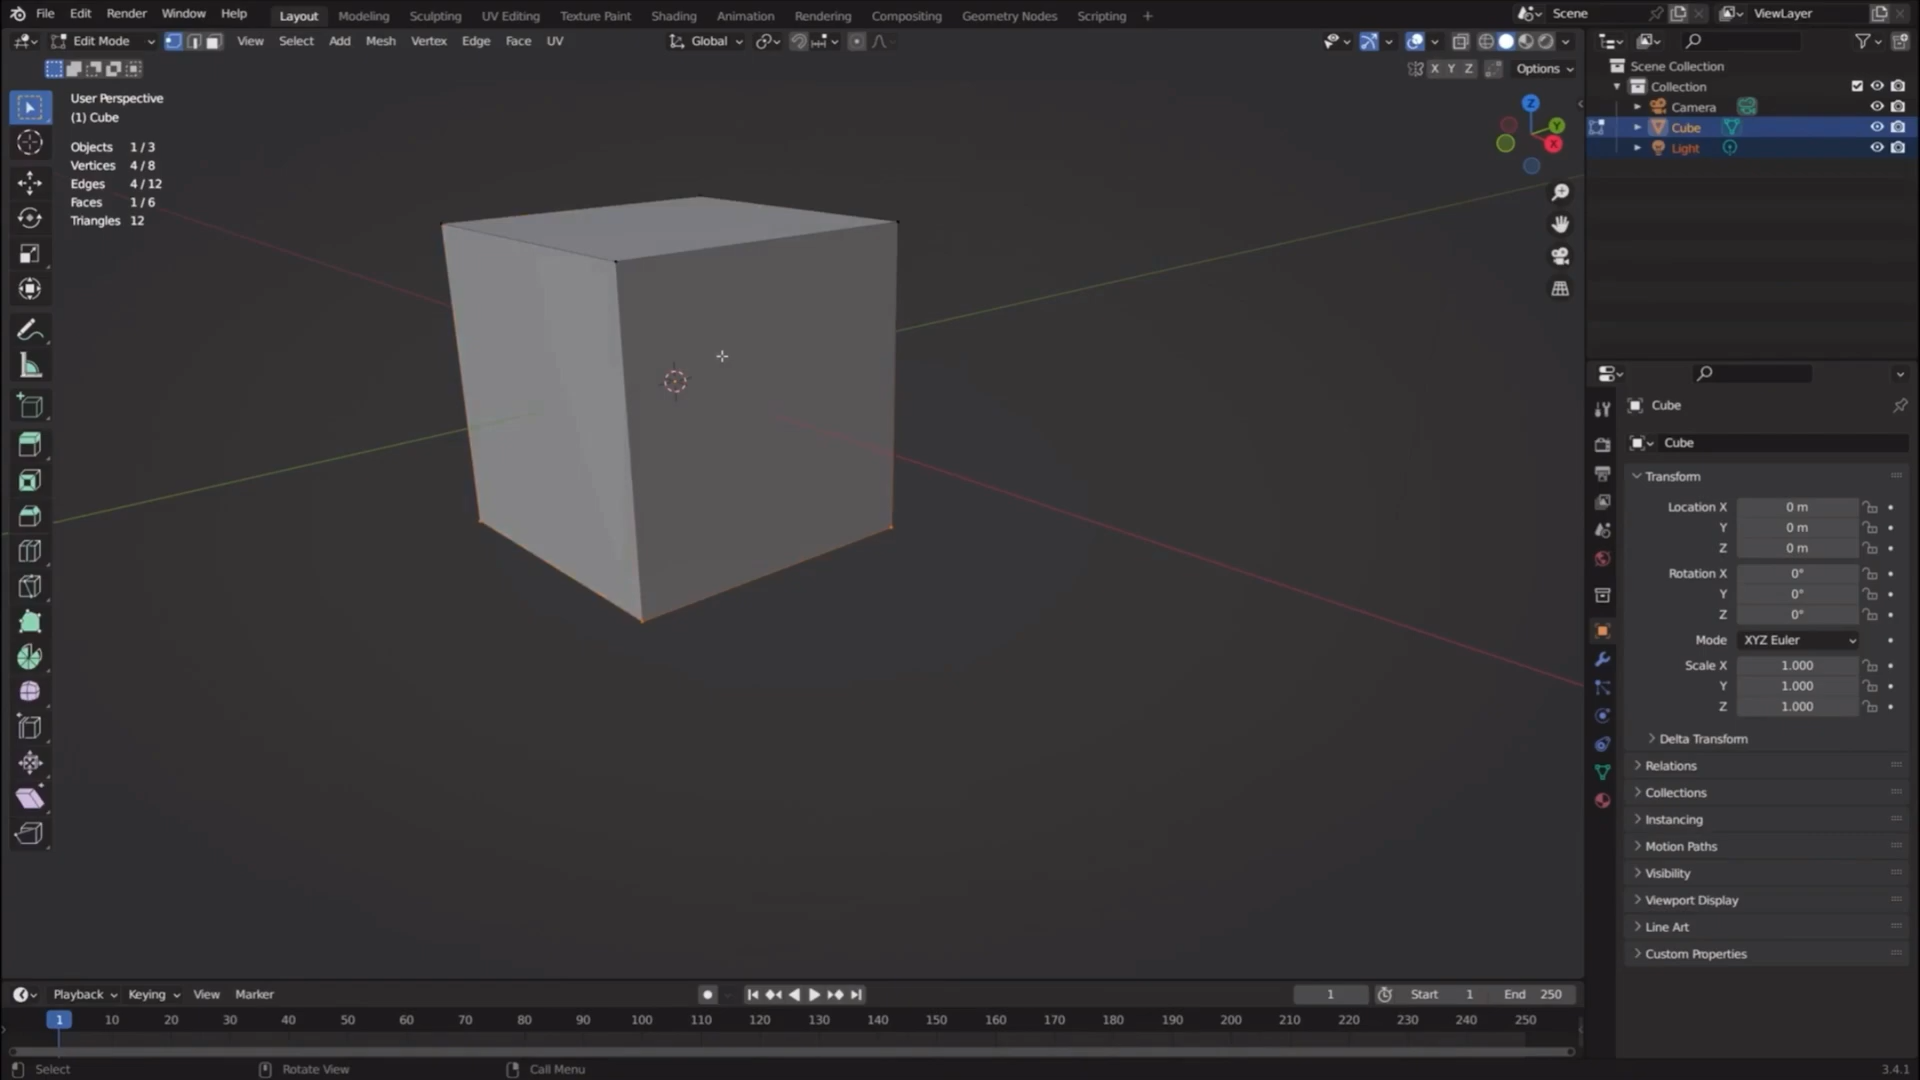 File Edit Render Window Help Layout Modeling Sculpting UV Editing Texture Paint Shading Animation Rendering Compositing Geometry Nodes Scripting + Scene ViewLayer
Edit Mode View Select Add Mesh Vertex Edge Face UV Global
X Y Z Options
User Perspective
(1) Cube
Objects 1 / 3
Vertices 4 / 8
Edges 4 / 12
Faces 1 / 6
Triangles 12
Z
Y
X
Scene Collection
Collection
Camera
Cube
Light
Cube
Cube
Transform
Location X 0 m
Y 0 m
Z 0 m
Rotation X 0°
Y 0°
Z 0°
Mode XYZ Euler
Scale X 1.000
Y 1.000
Z 1.000
Delta Transform
Relations
Collections
Instancing
Motion Paths
Visibility
Viewport Display
Line Art
Custom Properties
Playback Keying View Marker 1 Start 1 End 250
1 10 20 30 40 50 60 70 80 90 100 110 120 130 140 150 160 170 180 190 200 210 220 230 240 250
Select Rotate View Call Menu 3.4.1